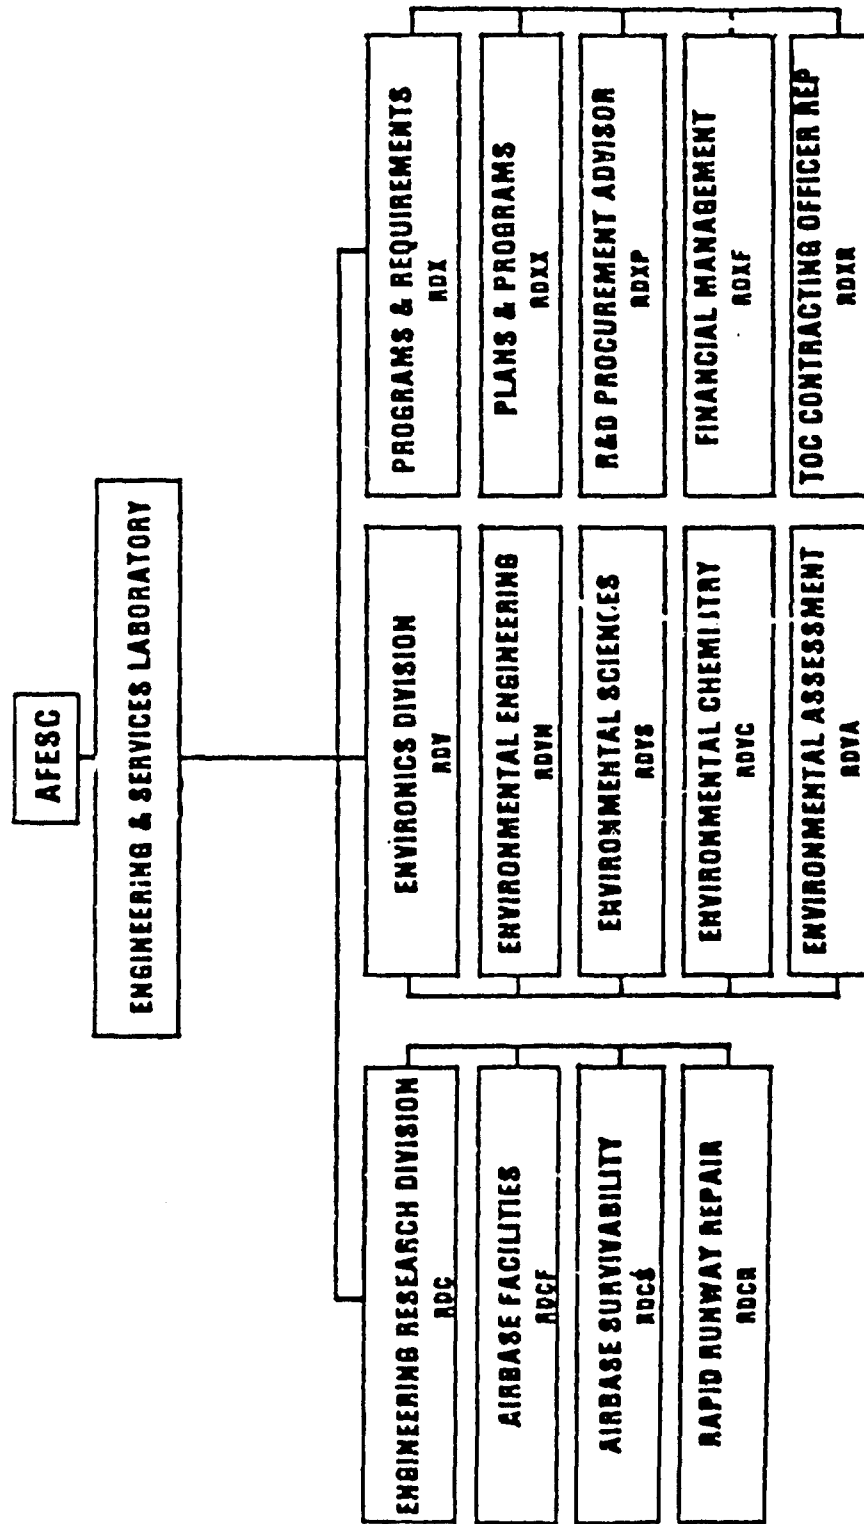 AFESC
ENGINEERING & SERVICES LABORATORY
ENGINEERING RESEARCH DIVISION
RDC
AIRBASE FACILITIES
RDCF
AIRBASE SURVIVABILITY
RDCS
RAPID RUNWAY REPAIR
RDCR
ENVIRONICS DIVISION
RDV
ENVIRONMENTAL ENGINEERING
RDVN
ENVIRONMENTAL SCIENCES
RDVS
ENVIRONMENTAL CHEMISTRY
RDVC
ENVIRONMENTAL ASSESSMENT
RDVA
PROGRAMS & REQUIREMENTS
RDX
PLANS & PROGRAMS
RDXX
R&D PROCUREMENT ADVISOR
RDXP
FINANCIAL MANAGEMENT
RDXF
TOC CONTRACTING OFFICER REP
RDXR